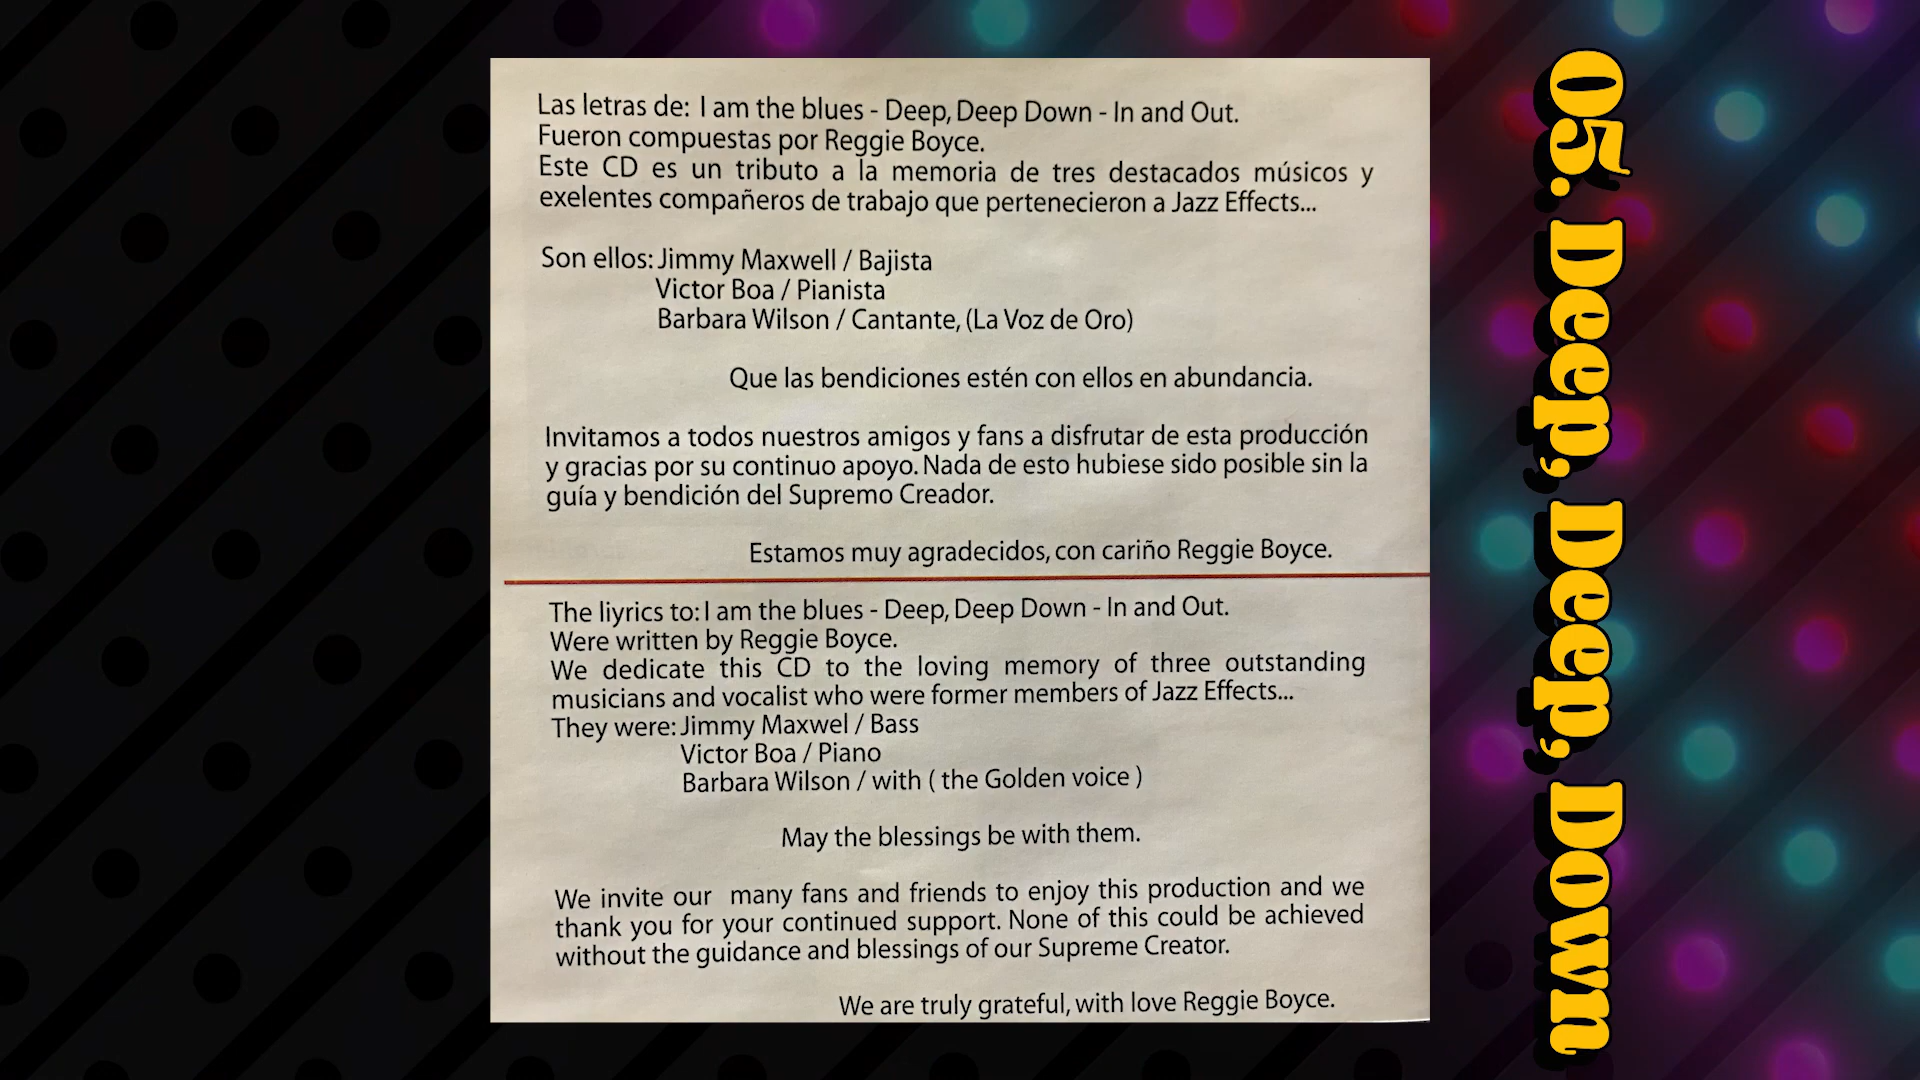 Las letras de: I am the blues - Deep, Deep Down - In and Out.
Fueron compuestas por Reggie Boyce.
Este CD es un tributo a la memoria de tres destacados músicos y
exelentes compañeros de trabajo que pertenecieron a Jazz Effects...
Son ellos: Jimmy Maxwell / Bajista
Victor Boa / Pianista
Barbara Wilson / Cantante, (La Voz de Oro)
Que las bendiciones estén con ellos en abundancia.
Invitamos a todos nuestros amigos y fans a disfrutar de esta producción
y gracias por su continuo apoyo. Nada de esto hubiese sido posible sin la
guía y bendición del Supremo Creador.
Estamos muy agradecidos, con cariño Reggie Boyce.
The liyrics to: I am the blues - Deep, Deep Down - In and Out.
Were written by Reggie Boyce.
We dedicate this CD to the loving memory of three outstanding
musicians and vocalist who were former members of Jazz Effects...
They were: Jimmy Maxwel / Bass
Victor Boa / Piano
Barbara Wilson / with ( the Golden voice )
May the blessings be with them.
We invite our many fans and friends to enjoy this production and we
thank you for your continued support. None of this could be achieved
without the guidance and blessings of our Supreme Creator.
We are truly grateful, with love Reggie Boyce.
05. Deep, Deep, Down